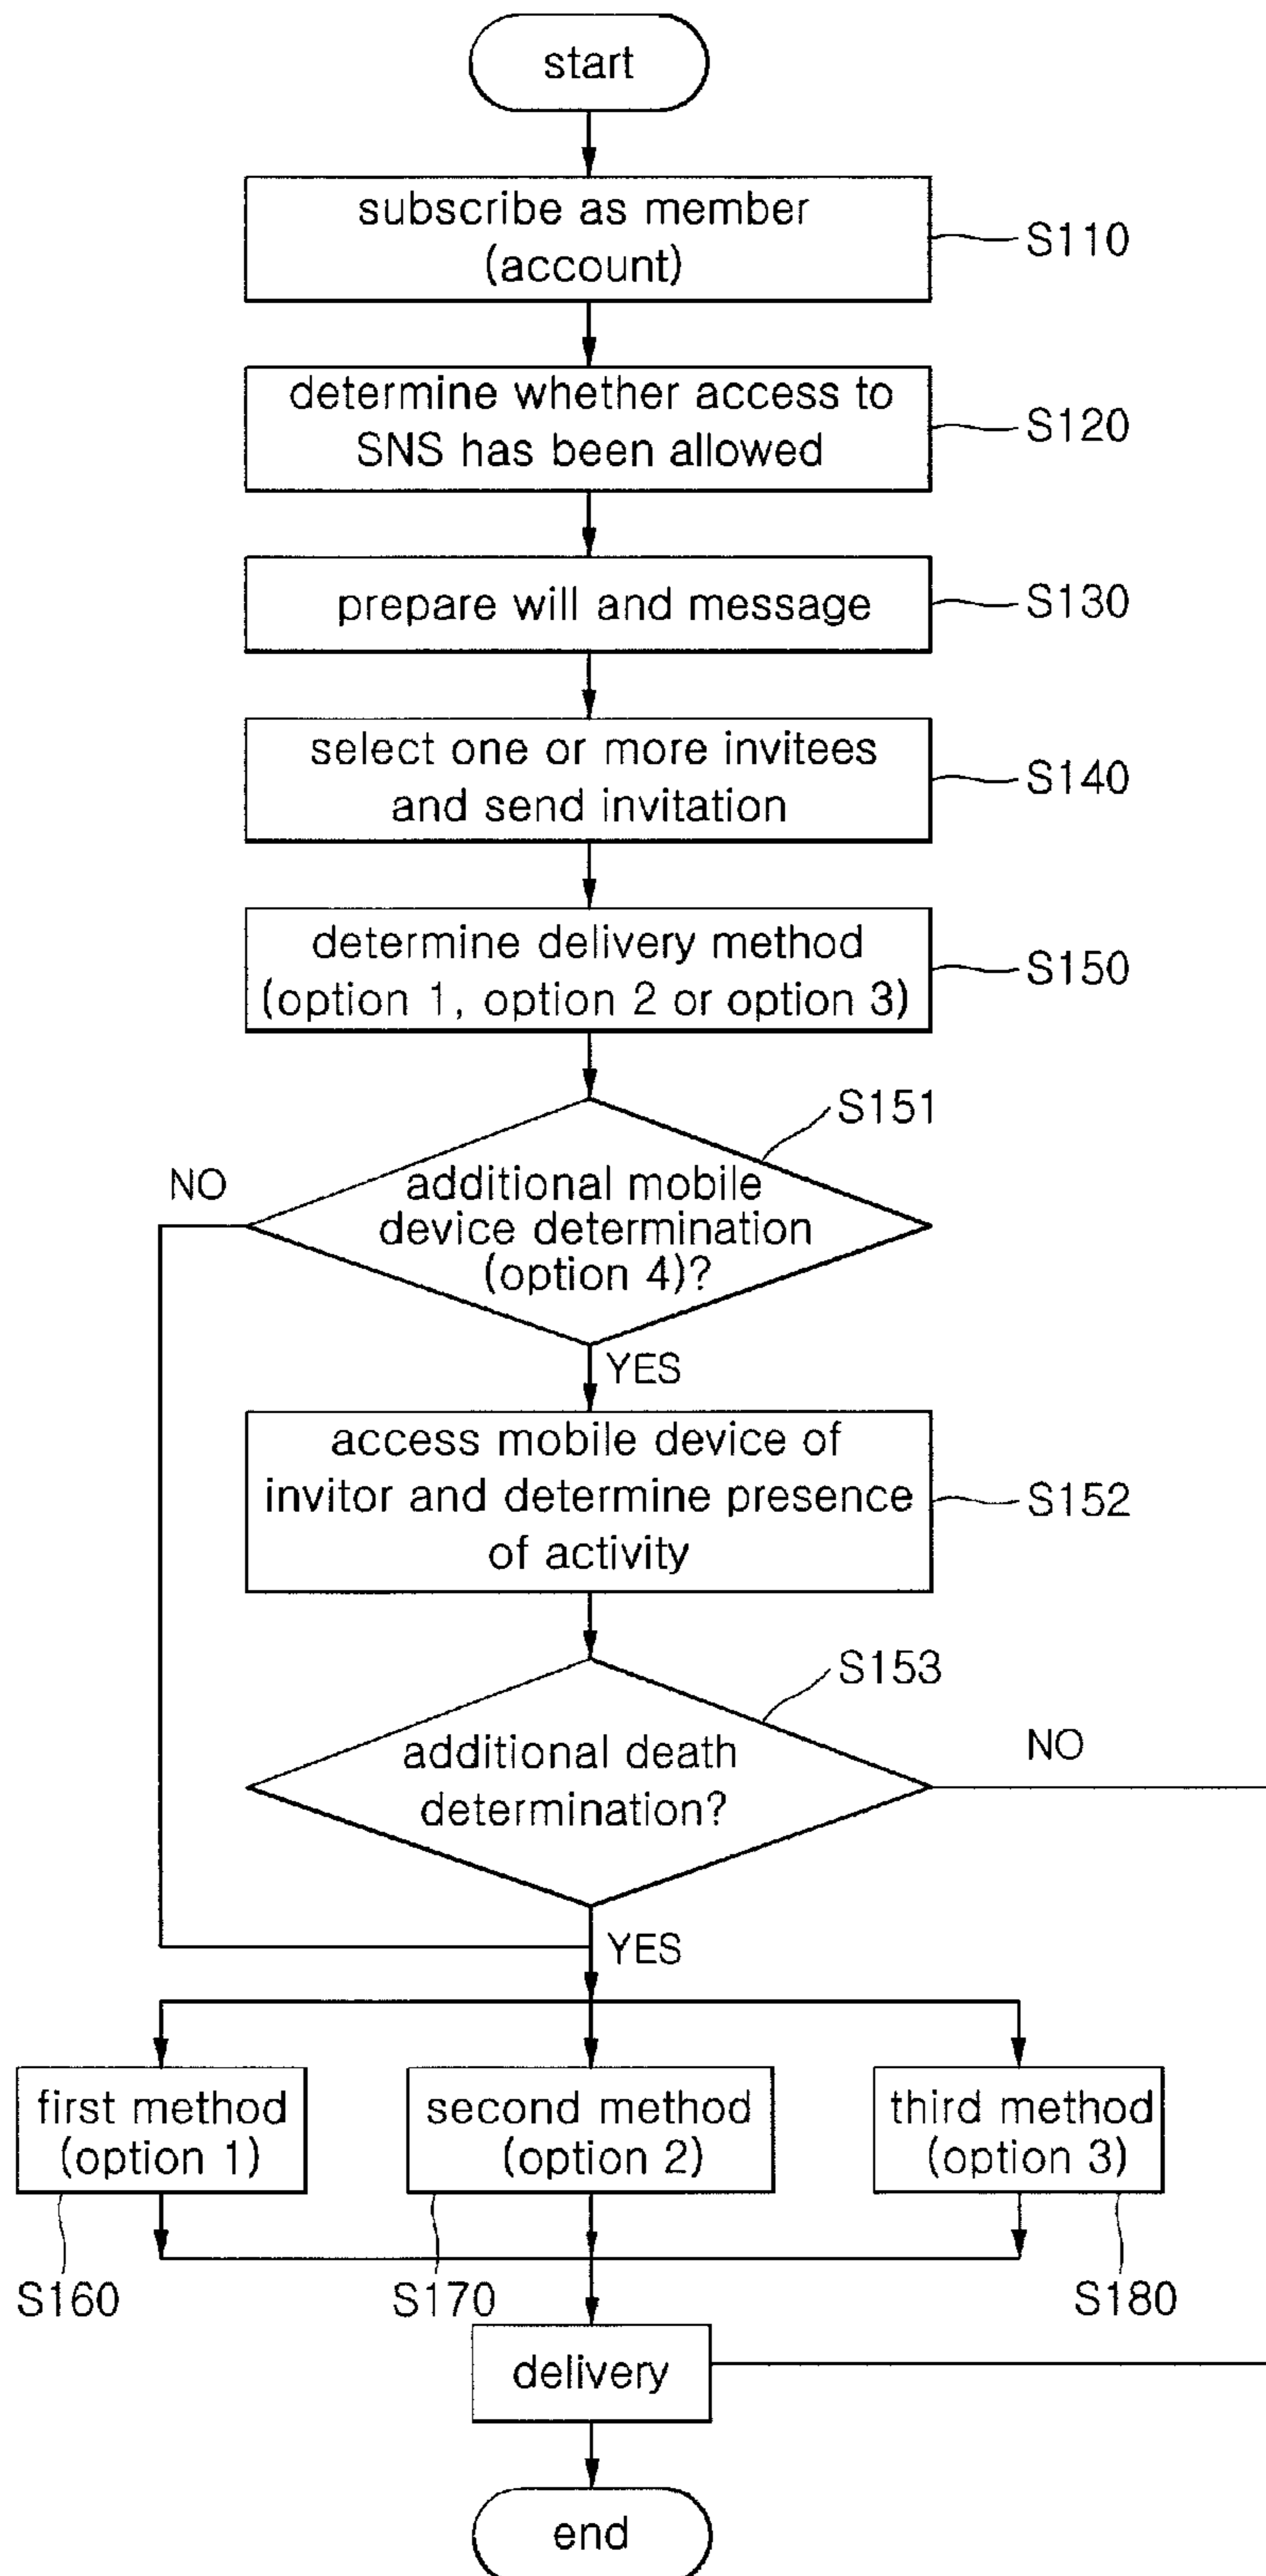 start
subscribe as member
(account)
S110
determine whether access to
SNS has been allowed
S120
prepare will and message
S130
select one or more invitees
and send invitation
S140
determine delivery method
(option 1, option 2 or option 3)
S150
S151
NO
additional mobile
device determination
(option 4)?
YES
access mobile device of
invitor and determine presence
of activity
S152
S153
additional death
determination?
NO
YES
first method
(option 1)
second method
(option 2)
third method
(option 3)
S160
S170
S180
delivery
end